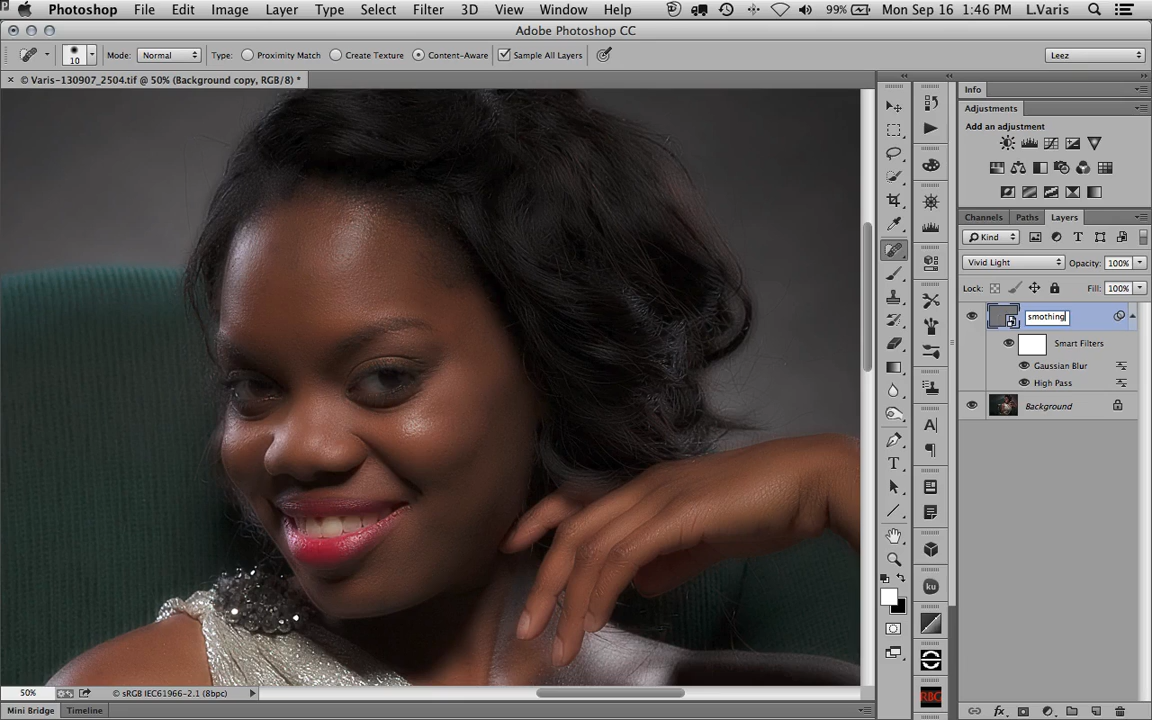 Photoshop File Edit Image Layer Type Select Filter 3D View Window Help 99% Mon Sep 16 1:46 PM L.Varis
Adobe Photoshop CC
10 Mode: Normal Type: Proximity Match Create Texture Content-Aware Sample All Layers Leez
© Varis-130907_2504.tif @ 50% (Background copy, RGB/8) *
Info
Adjustments
Add an adjustment
Channels Paths Layers
Kind
Vivid Light Opacity: 100%
Lock: Fill: 100%
smothing
Smart Filters
Gaussian Blur
High Pass
Background
A
T
T
ku
RBG
fx
50% © sRGB IEC61966-2.1 (8bpc)
Mini Bridge Timeline